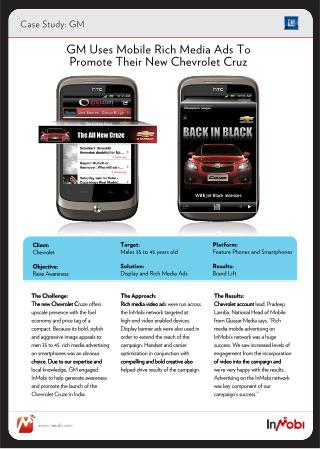 Case Study: GM
GM
GM Uses Mobile Rich Media Ads To
Promote Their New Chevrolet Cruz
hTC
hTC
The All New Cruze
CHEVROLET
BACK IN BLACK
With Jet Black Interiors
Client:
Chevrolet
Objective:
Raise Awareness
Target:
Males 35 to 45 years old
Solution:
Display and Rich Media Ads
Platform:
Feature Phones and Smartphones
Results:
Brand Lift
The Challenge:
The new Chevrolet Cruze offers
upscale presence with the fuel
economy and price tag of a
compact. Because its bold, stylish
and aggressive image appeals to
men 35 to 45, rich media advertising
on smartphones was an obvious
choice. Due to our expertise and
local knowledge, GM engaged
InMobi to help generate awareness
and promote the launch of the
Chevrolet Cruze in India.
The Approach:
Rich media video ads were run across
the InMobi network targeted at
high-end video enabled devices.
Display banner ads were also used in
order to extend the reach of the
campaign. Handset and carrier
optimization in conjunction with
compelling and bold creative also
helped drive results of the campaign.
The Results:
Chevrolet account lead, Pradeep
Lamba, National Head of Mobile
from Quasar Media says, "Rich
media mobile advertising on
InMobi's network was a huge
success. We saw increased levels of
engagement from the incorporation
of video into the campaign and
we're very happy with the results.
Advertising on the InMobi network
was key component of our
campaign's success."
www.inmobi.com
InMobi